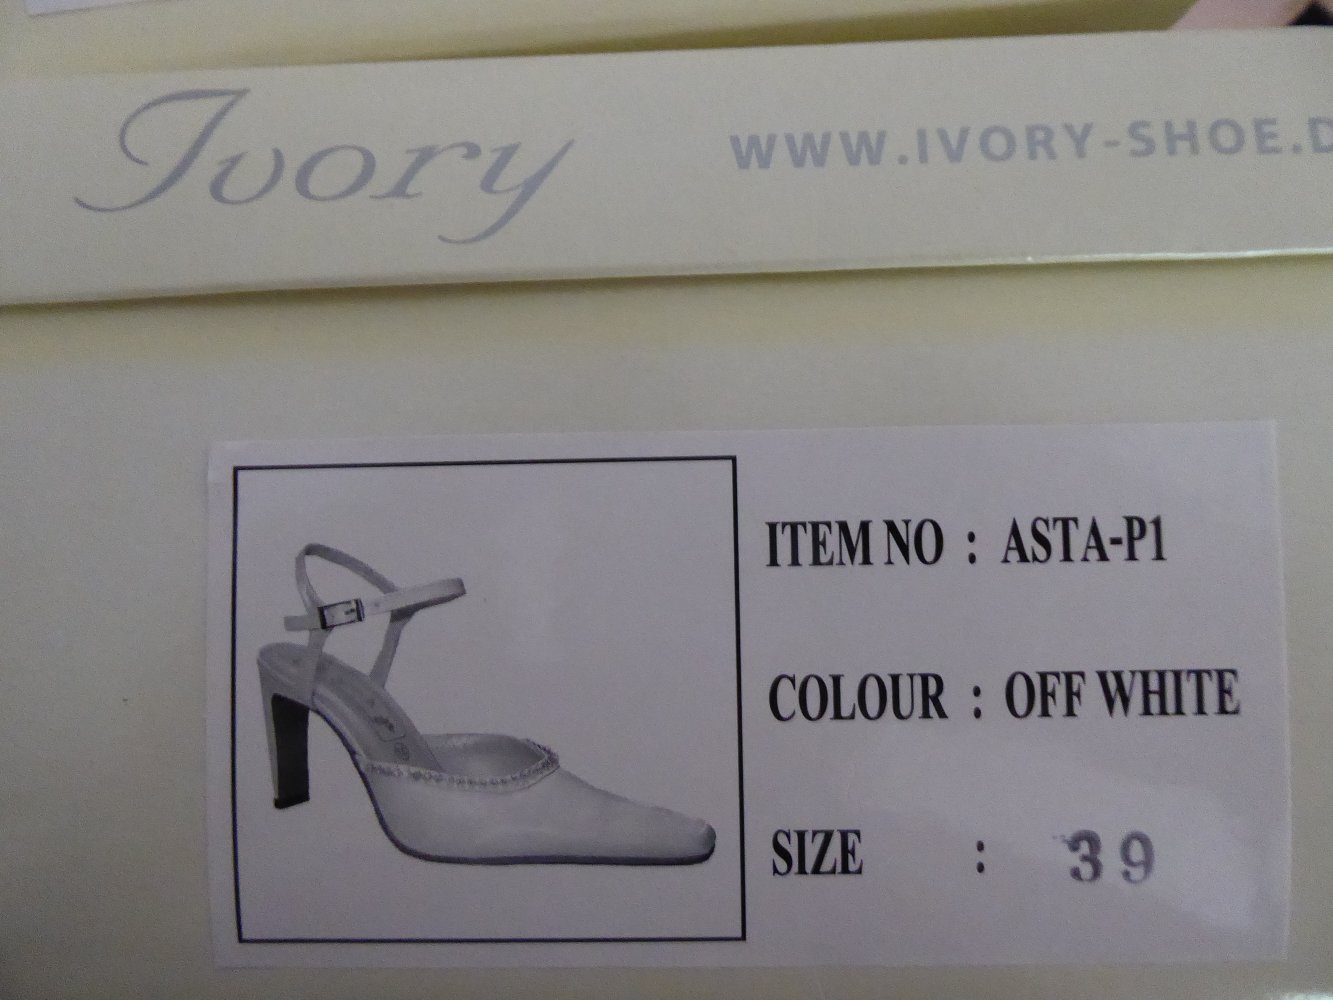 Ivory
WWW.IVORY-SHOE.D
ITEM NO : ASTA-P1
COLOUR : OFF WHITE
SIZE : 39